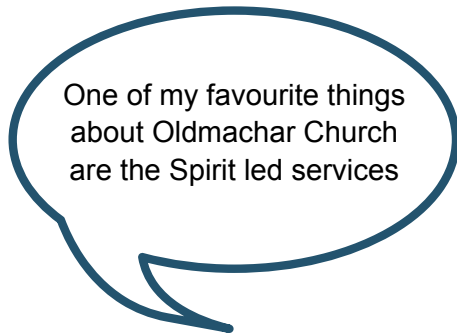 One of my favourite things
about Oldmachar Church
are the Spirit led services